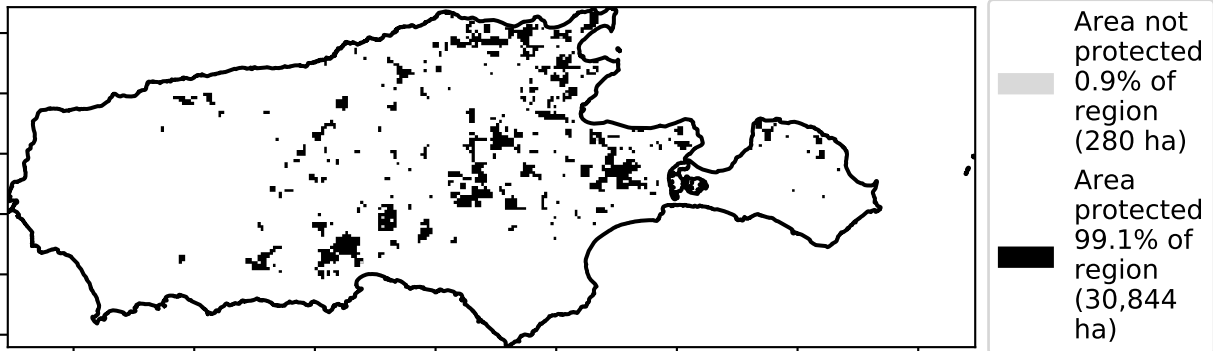 Area not
protected
0.9% of
region
(280 ha)
Area
protected
99.1% of
region
(30,844
ha)